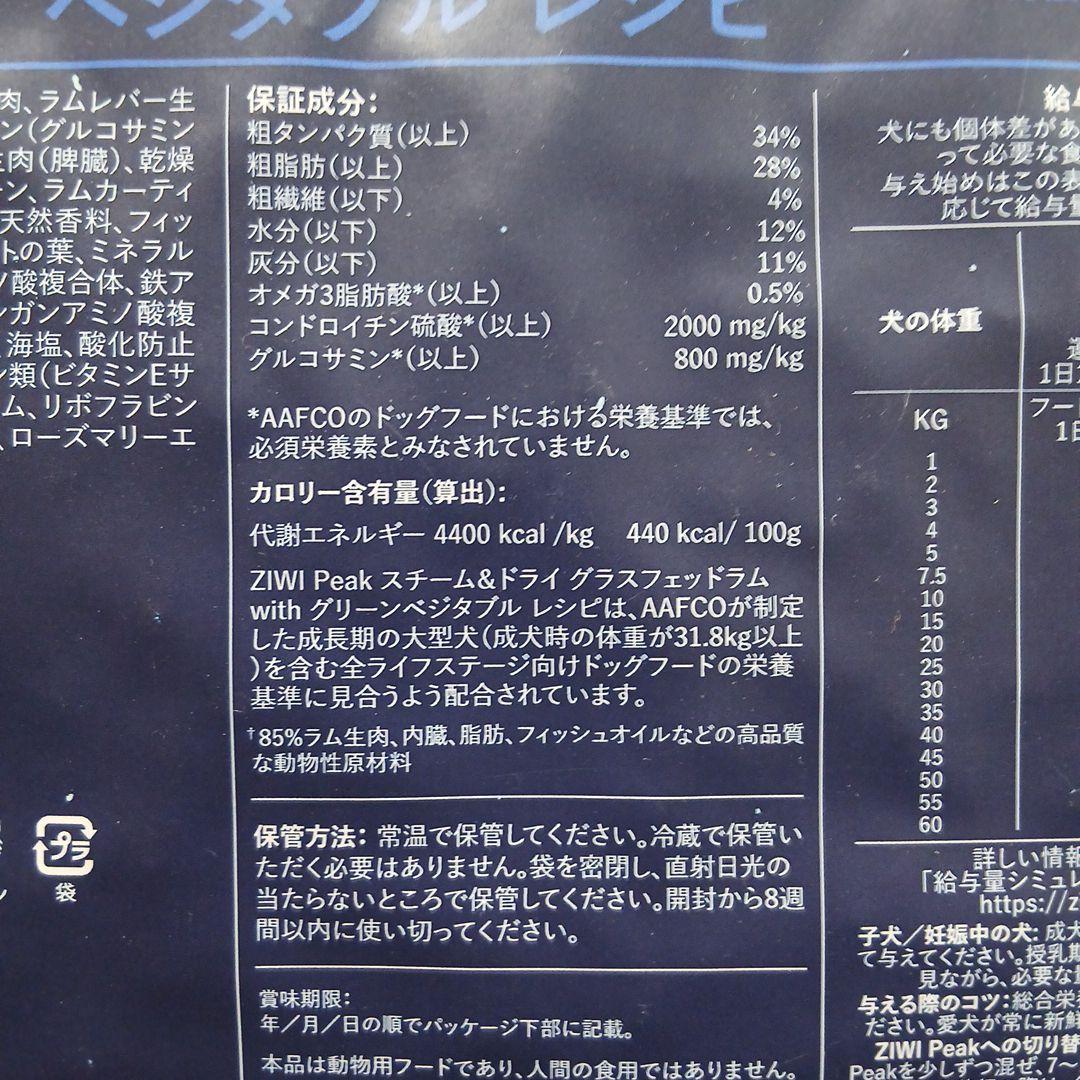 ベジタブル レシピ
肉、ラムレバー生
ン(グルコサミン
生肉(脾臓)、乾燥
ン、ラムカーティ
天然香料、フィッ
トの葉、ミネラル
ノ酸複合体、鉄ア
ンガンアミノ酸複
、海塩、酸化防止
ン類(ビタミンEサ
ム、リボフラビン
、ローズマリーエ
プラ
袋
保証成分:
粗タンパク質(以上) 34%
粗脂肪(以上) 28%
粗繊維(以下) 4%
水分(以下) 12%
灰分(以下) 11%
オメガ3脂肪酸*(以上) 0.5%
コンドロイチン硫酸*(以上) 2000 mg/kg
グルコサミン*(以上) 800 mg/kg
*AAFCOのドッグフードにおける栄養基準では、
必須栄養素とみなされていません。
カロリー含有量(算出):
代謝エネルギー 4400 kcal /kg 440 kcal/ 100g
ZIWI Peak スチーム&ドライ グラスフェッドラム
with グリーンベジタブル レシピは、AAFCOが制定
した成長期の大型犬(成犬時の体重が31.8kg以上
)を含む全ライフステージ向けドッグフードの栄養
基準に見合うよう配合されています。
†85%ラム生肉、内臓、脂肪、フィッシュオイルなどの高品質
な動物性原材料
保管方法: 常温で保管してください。冷蔵で保管い
ただく必要はありません。袋を密閉し、直射日光の
当たらないところで保管してください。開封から8週
間以内に使い切ってください。
賞味期限:
年/月/日の順でパッケージ下部に記載。
本品は動物用フードであり、人間の食用ではありません。
給与
犬にも個体差があ
って必要な食
与え始めはこの表
応じて給与量
犬の体重
1日
フー
1日
KG
1
2
3
4
5
7.5
10
15
20
25
30
35
40
45
50
55
60
詳しい情報
「給与量シミュレ
https://z
子犬/妊娠中の犬: 成犬
て与えてください。授乳期
見ながら、必要な量
与える際のコツ:総合栄養
ださい。愛犬が常に新鮮
ZIWI Peakへの切り替
Peakを少しずつ混ぜ、7~